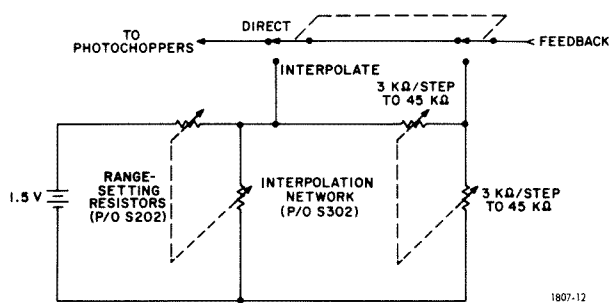 TO
PHOTOCHOPPERS
DIRECT
FEEDBACK
INTERPOLATE
3 KΩ/STEP
TO 45 KΩ
1.5 V
RANGE-
SETTING
RESISTORS
(P/O S202)
INTERPOLATION
NETWORK
(P/O S302)
3 KΩ/STEP
TO 45 KΩ
1807-12